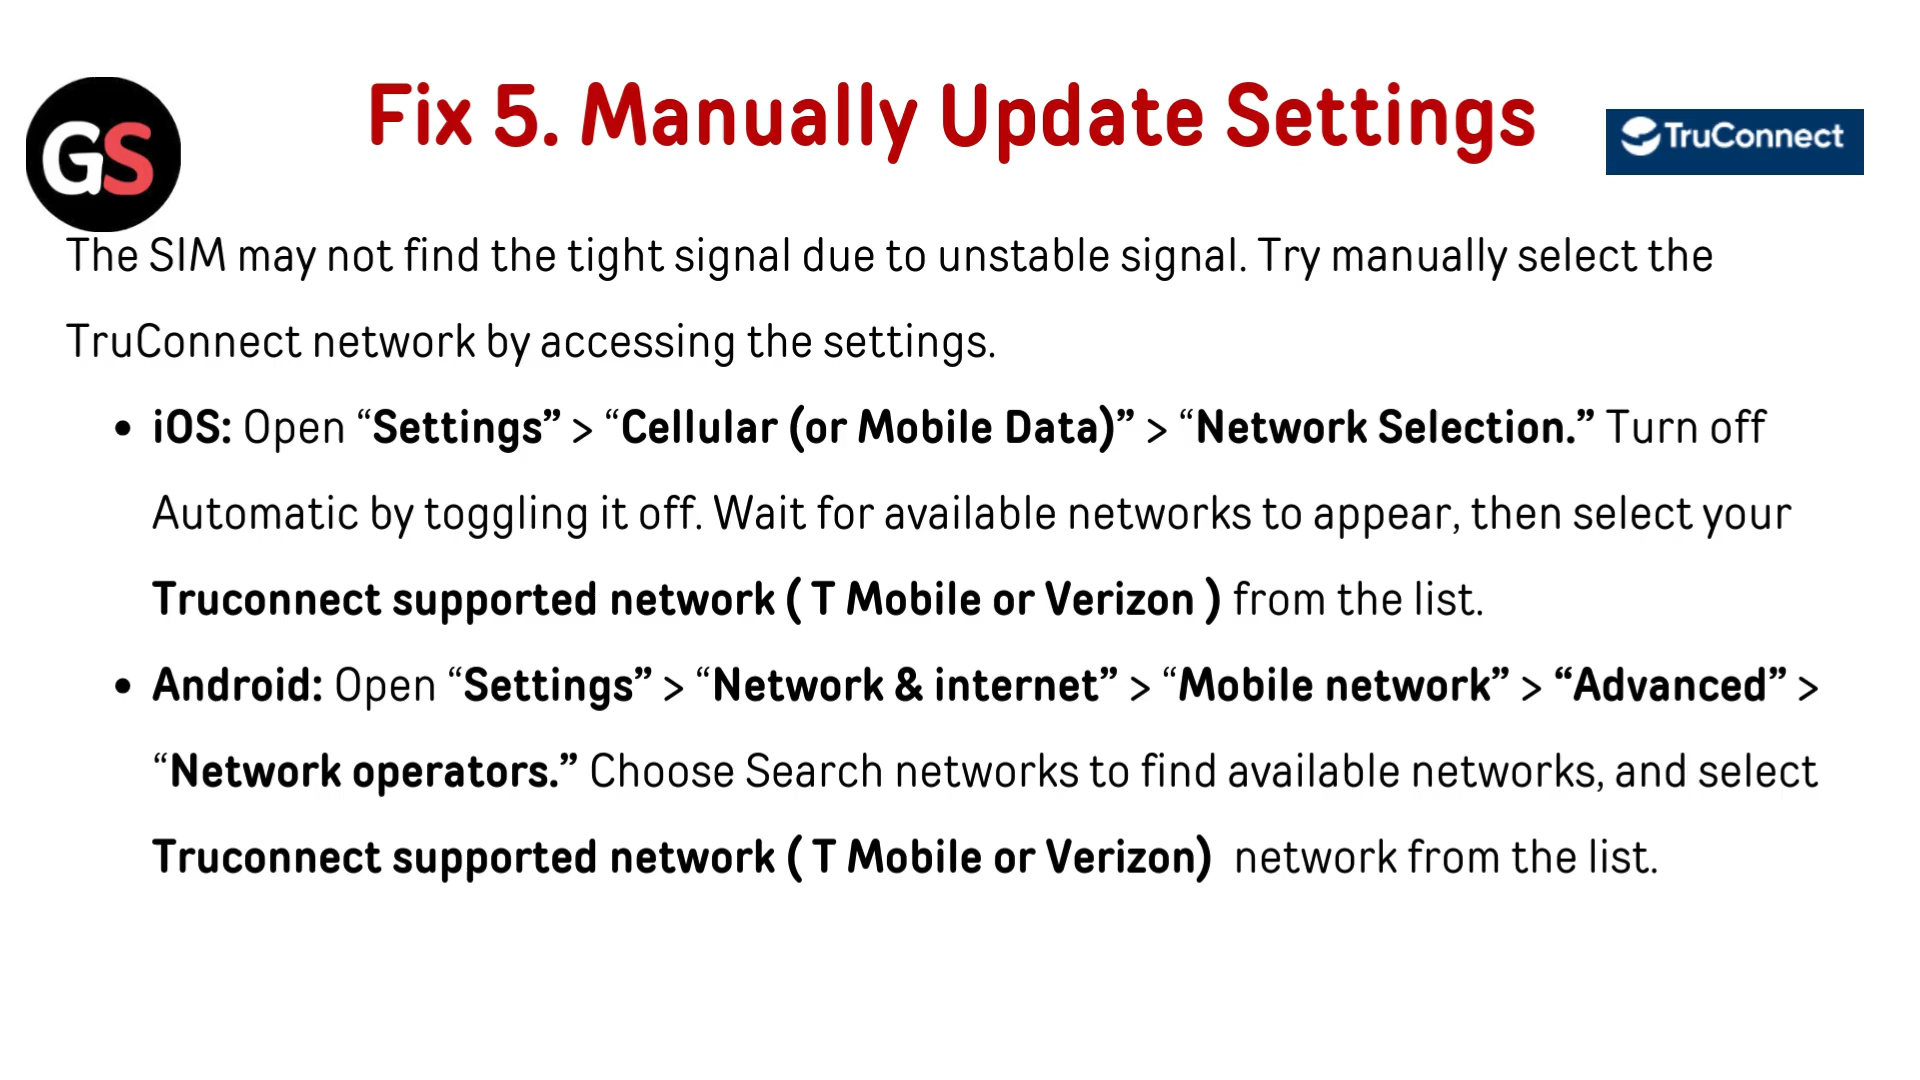 Fix 5. Manually Update Settings
GS
TruConnect
The SIM may not find the tight signal due to unstable signal. Try manually select the
TruConnect network by accessing the settings.
• iOS: Open “Settings” > “Cellular (or Mobile Data)” > “Network Selection.” Turn off
Automatic by toggling it off. Wait for available networks to appear, then select your
Truconnect supported network ( T Mobile or Verizon ) from the list.
• Android: Open “Settings” > “Network & internet” > “Mobile network” > “Advanced” >
“Network operators.” Choose Search networks to find available networks, and select
Truconnect supported network ( T Mobile or Verizon)  network from the list.